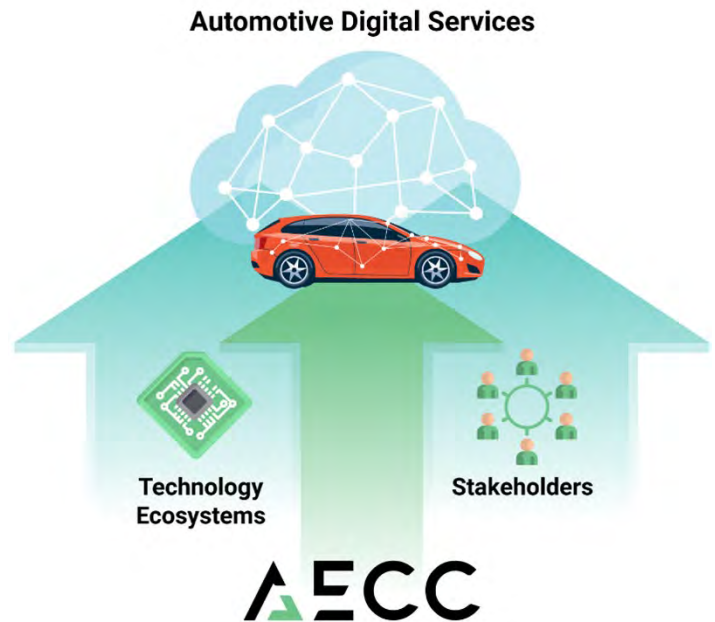 Automotive Digital Services
Technology
Ecosystems
Stakeholders
AECC